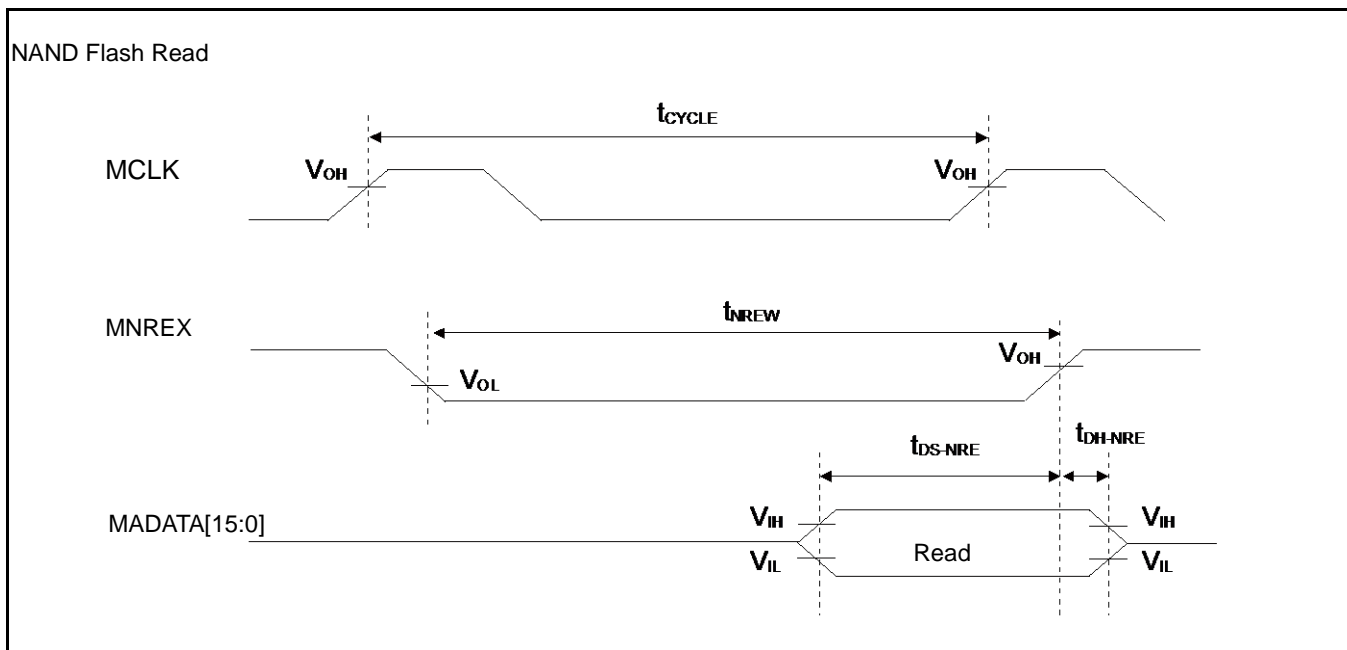 NAND Flash Read
tCYCLE
MCLK
VOH
VOH
tNREW
MNREX
VOL
VOH
tDS-NRE
tDH-NRE
MADATA[15:0]
VIH
VIL
Read
VIH
VIL